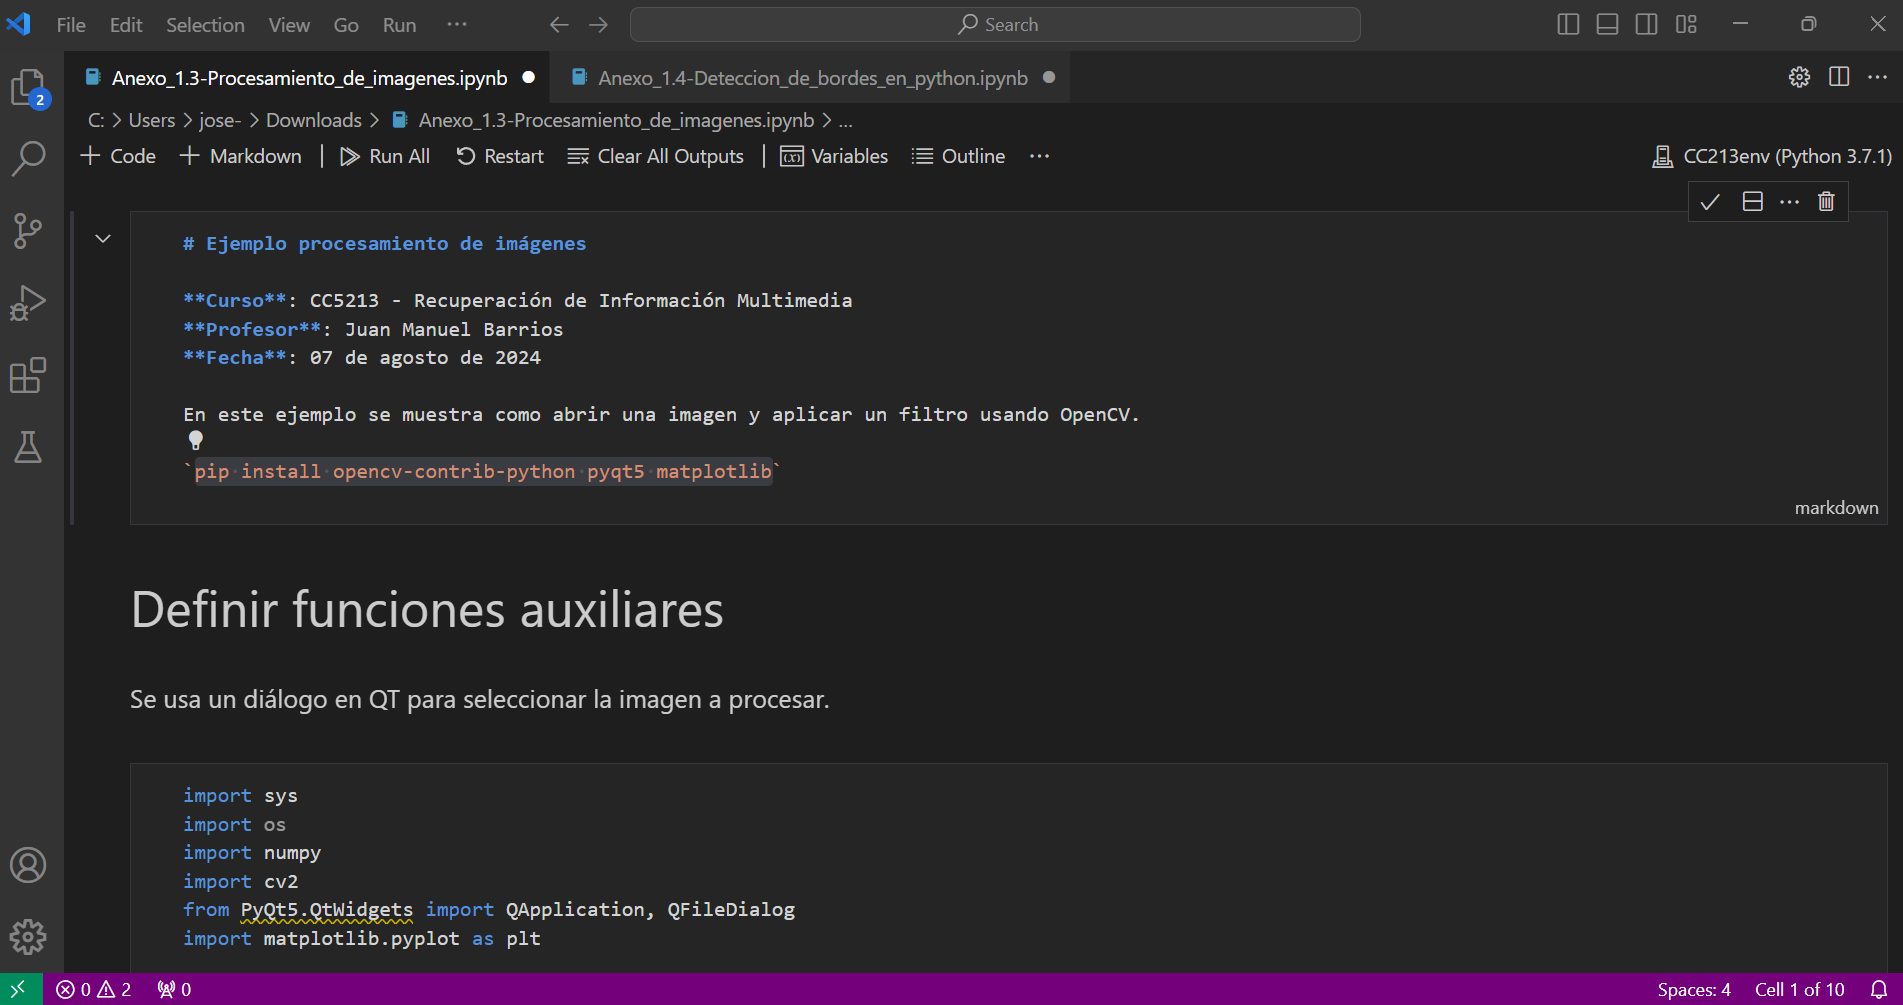 File Edit Selection View Go Run ··· Search
Anexo_1.3-Procesamiento_de_imagenes.ipynb Anexo_1.4-Deteccion_de_bordes_en_python.ipynb
C: > Users > jose- > Downloads > Anexo_1.3-Procesamiento_de_imagenes.ipynb > ...
Code Markdown Run All Restart Clear All Outputs Variables Outline ··· CC213env (Python 3.7.1)
2
# Ejemplo procesamiento de imágenes
**Curso**: CC5213 - Recuperación de Información Multimedia
**Profesor**: Juan Manuel Barrios
**Fecha**: 07 de agosto de 2024
En este ejemplo se muestra como abrir una imagen y aplicar un filtro usando OpenCV.
`pip install opencv-contrib-python pyqt5 matplotlib`
markdown
Definir funciones auxiliares
Se usa un diálogo en QT para seleccionar la imagen a procesar.
import sys
import os
import numpy
import cv2
from PyQt5.QtWidgets import QApplication, QFileDialog
import matplotlib.pyplot as plt
0 2 0 Spaces: 4 Cell 1 of 10